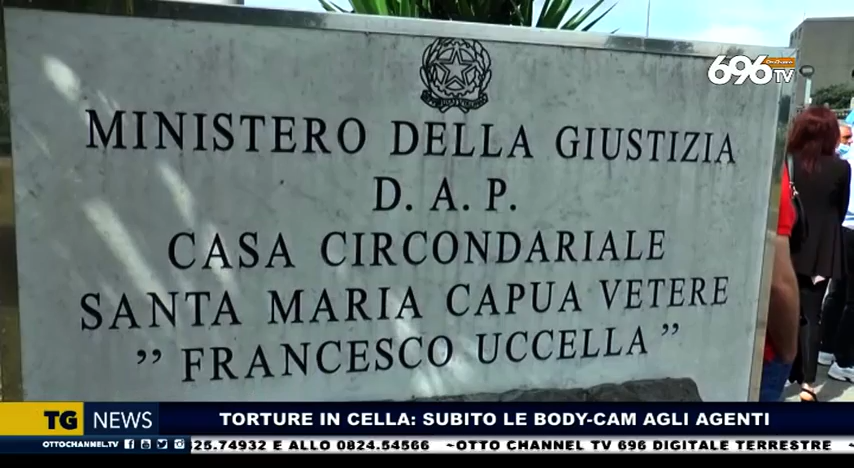 696
OttoChannel
TV
MINISTERO DELLA GIUSTIZIA
D. A. P.
CASA CIRCONDARIALE
SANTA MARIA CAPUA VETERE
” FRANCESCO UCCELLA ”
TG NEWS
TORTURE IN CELLA: SUBITO LE BODY-CAM AGLI AGENTI
OTTOCHANNEL.TV
25.74932 E ALLO 0824.54566 ~OTTO CHANNEL TV 696 DIGITALE TERRESTRE ~